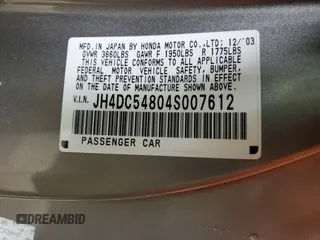 MFD. IN JAPAN BY HONDA MOTOR CO., LTD. 12/'03
GVWR 3660LBS GAWR F 1950LBS R 1775LBS
THIS VEHICLE CONFORMS TO ALL APPLICABLE
FEDERAL MOTOR VEHICLE SAFETY, BUMPER,
AND THEFT PREVENTION STANDARDS IN EFFECT
ON THE DATE OF MANUFACTURE SHOWN ABOVE.
V.I.N. JH4DC54804S007612
PASSENGER CAR
DREAMBID